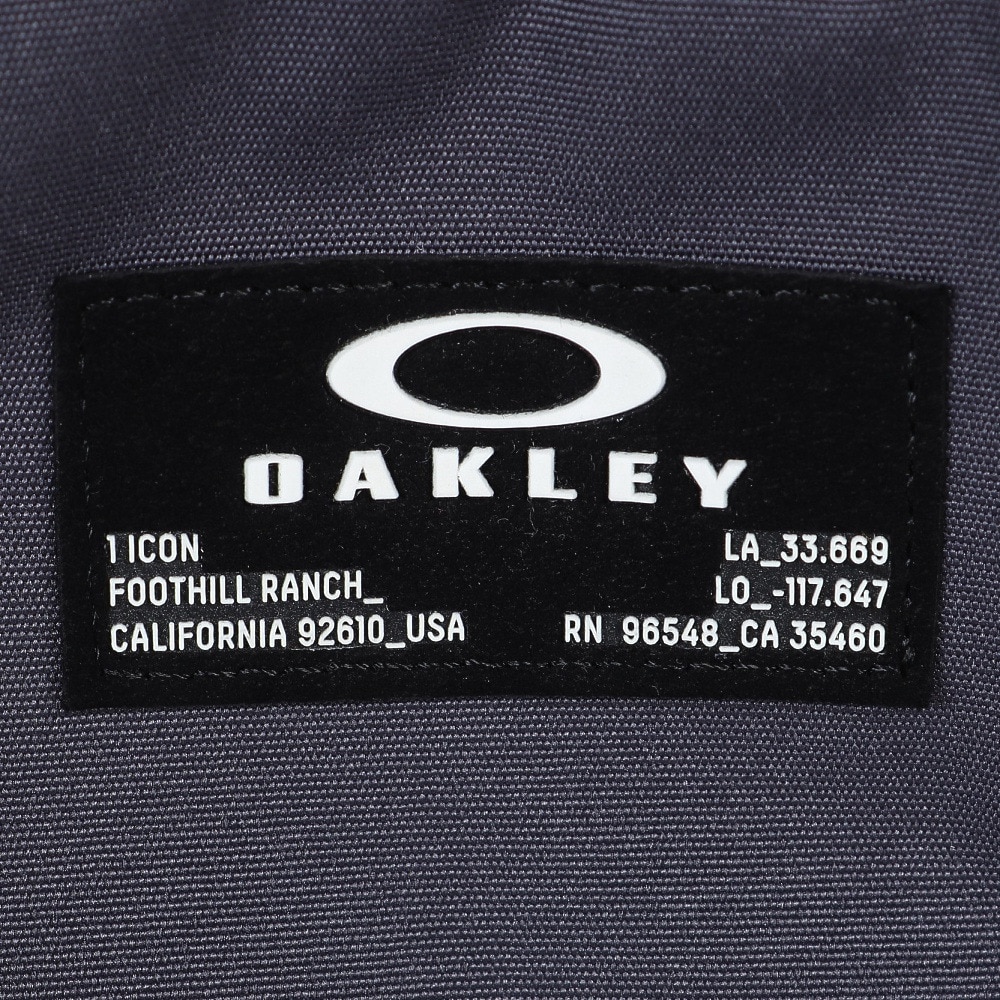 OAKLEY
1 ICON
FOOTHILL RANCH_
CALIFORNIA 92610_USA
LA_33.669
LO_-117.647
RN 96548_CA 35460